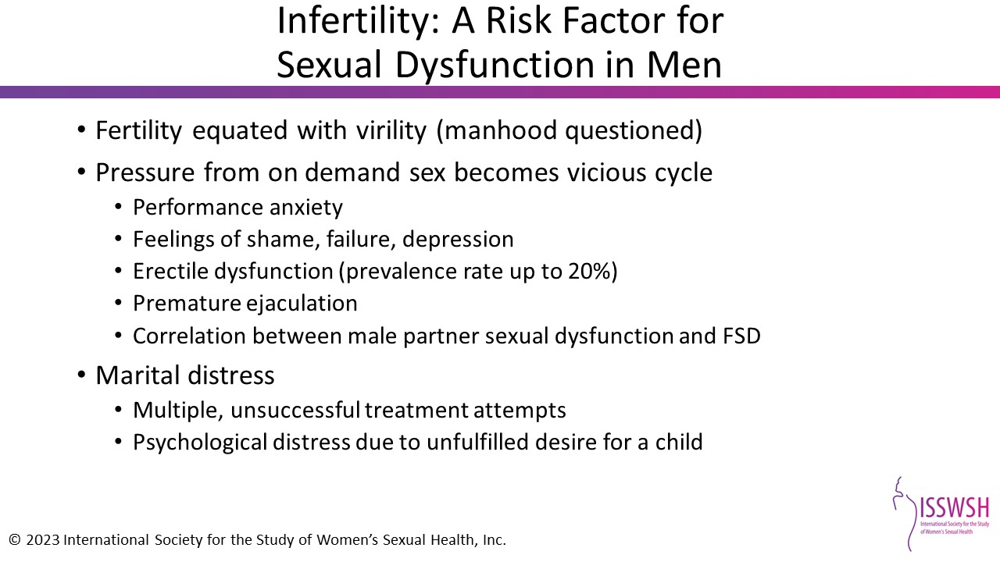 Infertility: A Risk Factor for
Sexual Dysfunction in Men
• Fertility equated with virility (manhood questioned)
• Pressure from on demand sex becomes vicious cycle
• Performance anxiety
• Feelings of shame, failure, depression
• Erectile dysfunction (prevalence rate up to 20%)
• Premature ejaculation
• Correlation between male partner sexual dysfunction and FSD
• Marital distress
• Multiple, unsuccessful treatment attempts
• Psychological distress due to unfulfilled desire for a child
ISSWSH
International Society for the Study
of Women's Sexual Health
© 2023 International Society for the Study of Women’s Sexual Health, Inc.